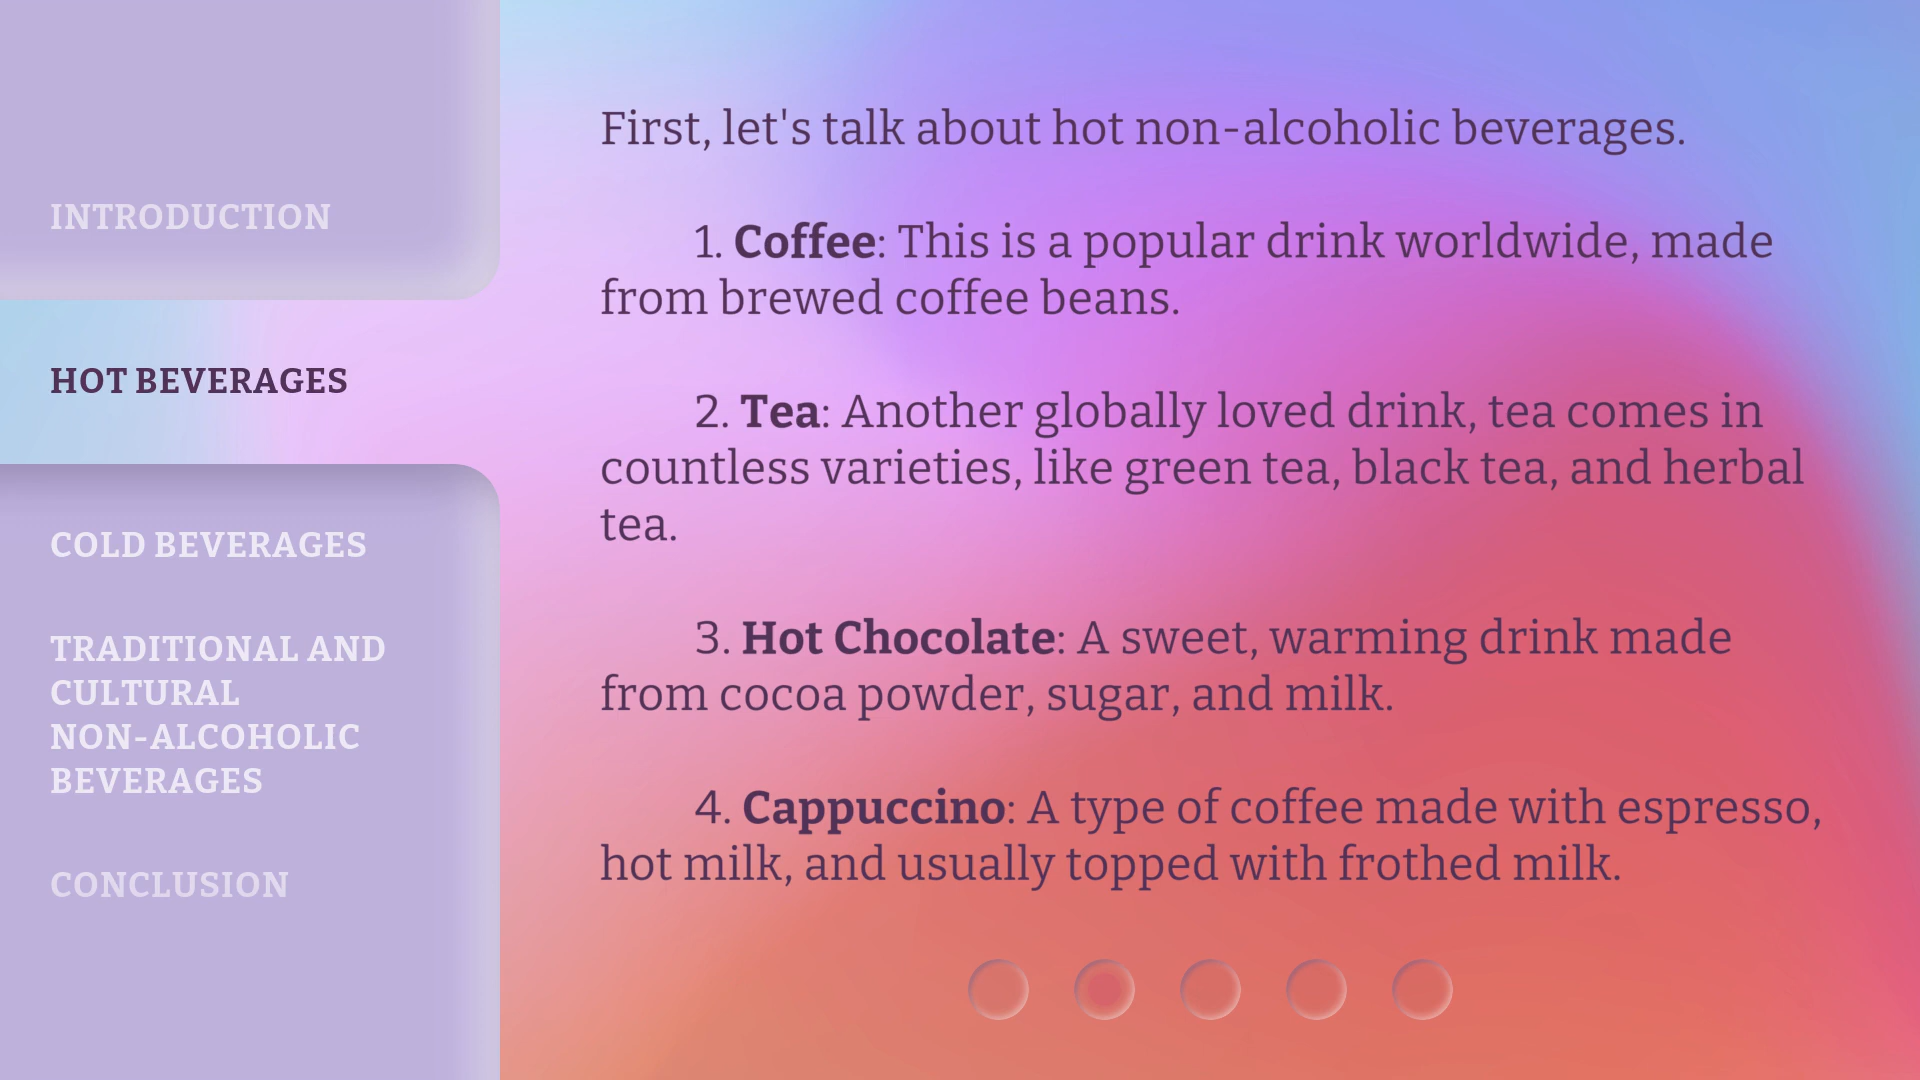 INTRODUCTION
HOT BEVERAGES
COLD BEVERAGES
TRADITIONAL AND
CULTURAL
NON-ALCOHOLIC
BEVERAGES
CONCLUSION
First, let's talk about hot non-alcoholic beverages.
1. Coffee: This is a popular drink worldwide, made
from brewed coffee beans.
2. Tea: Another globally loved drink, tea comes in
countless varieties, like green tea, black tea, and herbal
tea.
3. Hot Chocolate: A sweet, warming drink made
from cocoa powder, sugar, and milk.
4. Cappuccino: A type of coffee made with espresso,
hot milk, and usually topped with frothed milk.